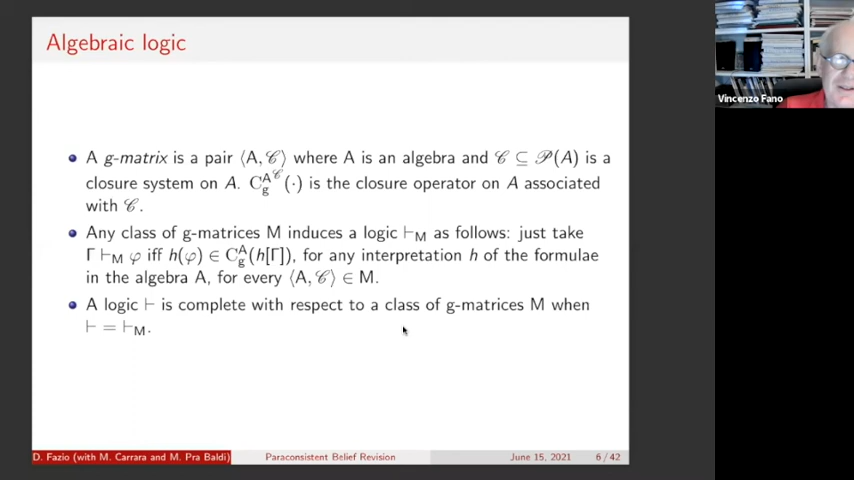 Algebraic logic
Vincenzo Fano
A g-matrix is a pair ⟨A, 𝒞⟩ where A is an algebra and 𝒞 ⊆ 𝒫(A) is a
closure system on A. C_g^{A^𝒞}(·) is the closure operator on A associated
with 𝒞.
Any class of g-matrices M induces a logic ⊢_M as follows: just take
Γ ⊢_M φ iff h(φ) ∈ C_g^A(h[Γ]), for any interpretation h of the formulae
in the algebra A, for every ⟨A, 𝒞⟩ ∈ M.
A logic ⊢ is complete with respect to a class of g-matrices M when
⊢ = ⊢_M.
D. Fazio (with M. Carrara and M. Pra Baldi) Paraconsistent Belief Revision June 15, 2021 6 / 42